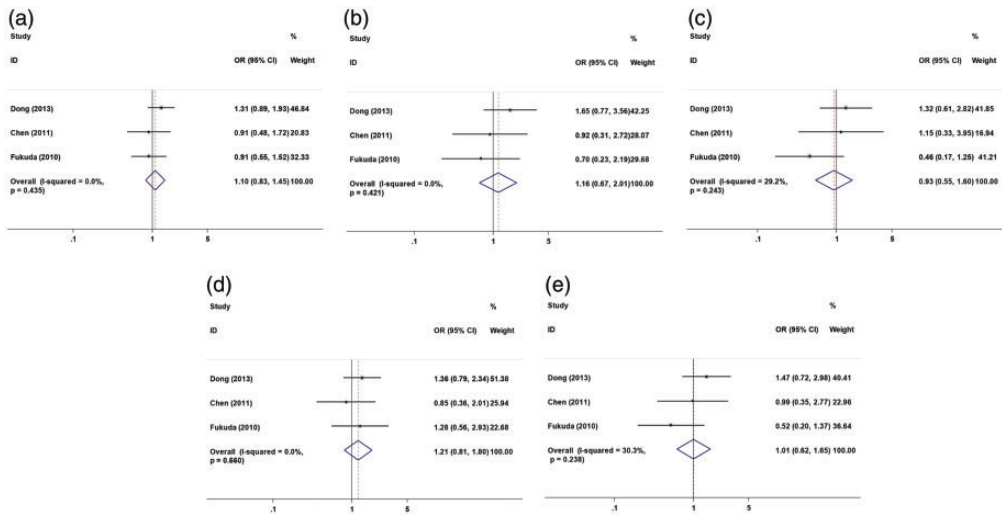 (a)
Study %
ID OR (95% CI) Weight
Dong (2013) 1.31 (0.89, 1.93) 46.84
Chen (2011) 0.91 (0.48, 1.72) 20.83
Fukuda (2010) 0.91 (0.55, 1.52) 32.33
Overall (I-squared = 0.0%, p = 0.435) 1.10 (0.83, 1.45) 100.00
.1 1 5
(b)
Study %
ID OR (95% CI) Weight
Dong (2013) 1.65 (0.77, 3.56) 42.25
Chen (2011) 0.92 (0.31, 2.72) 28.07
Fukuda (2010) 0.70 (0.23, 2.19) 29.68
Overall (I-squared = 0.0%, p = 0.421) 1.16 (0.67, 2.01) 100.00
.1 1 5
(c)
Study %
ID OR (95% CI) Weight
Dong (2013) 1.32 (0.61, 2.82) 41.85
Chen (2011) 1.15 (0.33, 3.95) 16.94
Fukuda (2010) 0.46 (0.17, 1.25) 41.21
Overall (I-squared = 29.2%, p = 0.243) 0.93 (0.55, 1.60) 100.00
.1 1 5
(d)
Study %
ID OR (95% CI) Weight
Dong (2013) 1.36 (0.79, 2.34) 51.38
Chen (2011) 0.85 (0.36, 2.01) 25.94
Fukuda (2010) 1.28 (0.56, 2.93) 22.68
Overall (I-squared = 0.0%, p = 0.660) 1.21 (0.81, 1.80) 100.00
.1 1 5
(e)
Study %
ID OR (95% CI) Weight
Dong (2013) 1.47 (0.72, 2.98) 40.41
Chen (2011) 0.99 (0.35, 2.77) 22.96
Fukuda (2010) 0.52 (0.20, 1.37) 36.64
Overall (I-squared = 30.3%, p = 0.238) 1.01 (0.62, 1.65) 100.00
.1 1 5